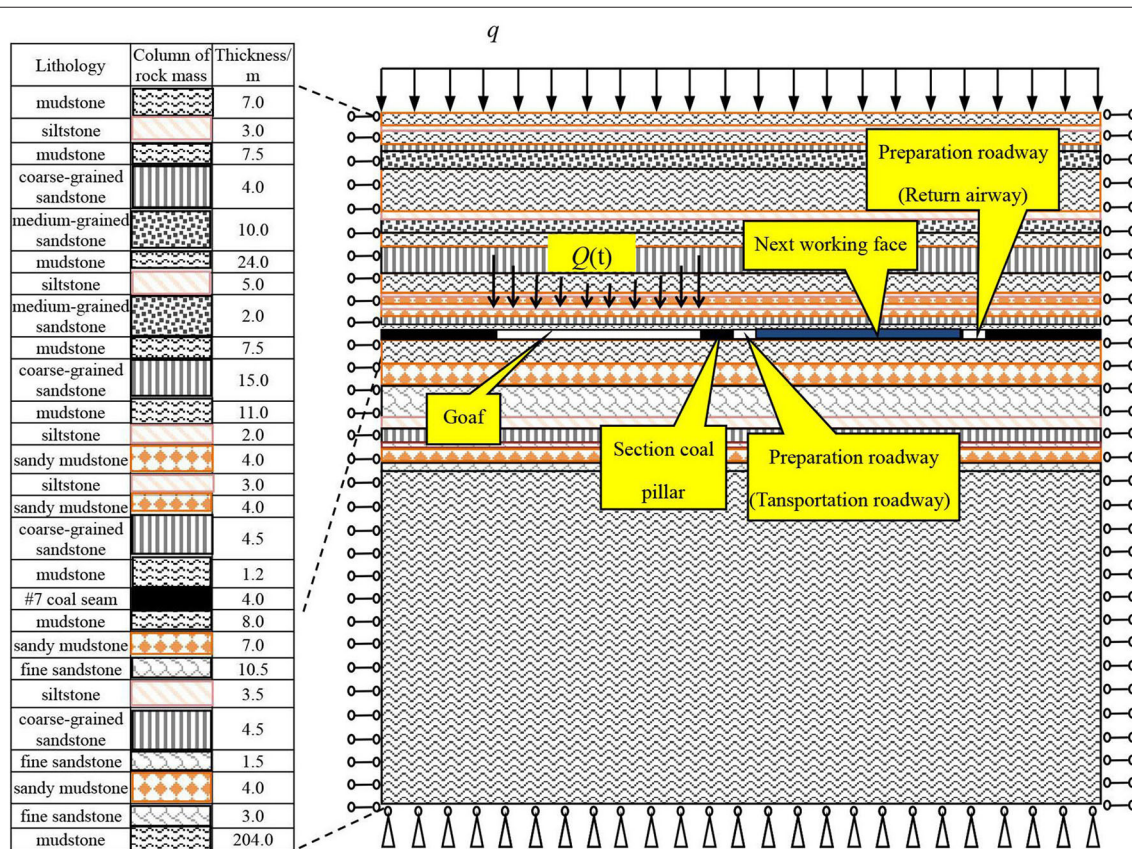 q
Lithology Column of rock mass Thickness/ m
mudstone 7.0
siltstone 3.0
mudstone 7.5
coarse-grained sandstone 4.0
medium-grained sandstone 10.0
mudstone 24.0
siltstone 5.0
medium-grained sandstone 2.0
mudstone 7.5
coarse-grained sandstone 15.0
mudstone 11.0
siltstone 2.0
sandy mudstone 4.0
siltstone 3.0
sandy mudstone 4.0
coarse-grained sandstone 4.5
mudstone 1.2
#7 coal seam 4.0
mudstone 8.0
sandy mudstone 7.0
fine sandstone 10.5
siltstone 3.5
coarse-grained sandstone 4.5
fine sandstone 1.5
sandy mudstone 4.0
fine sandstone 3.0
mudstone 204.0
Preparation roadway
(Return airway)
Next working face
Q(t)
Goaf
Section coal
pillar
Preparation roadway
(Tansportation roadway)